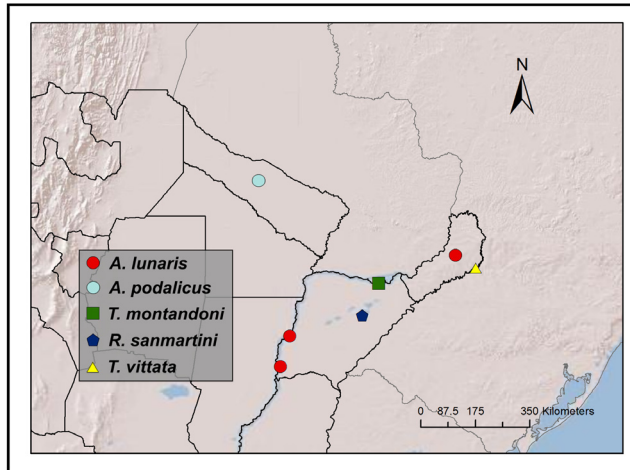 N
A. lunaris
A. podalicus
T. montandoni
R. sanmartini
T. vittata
0 87.5 175 350 Kilometers